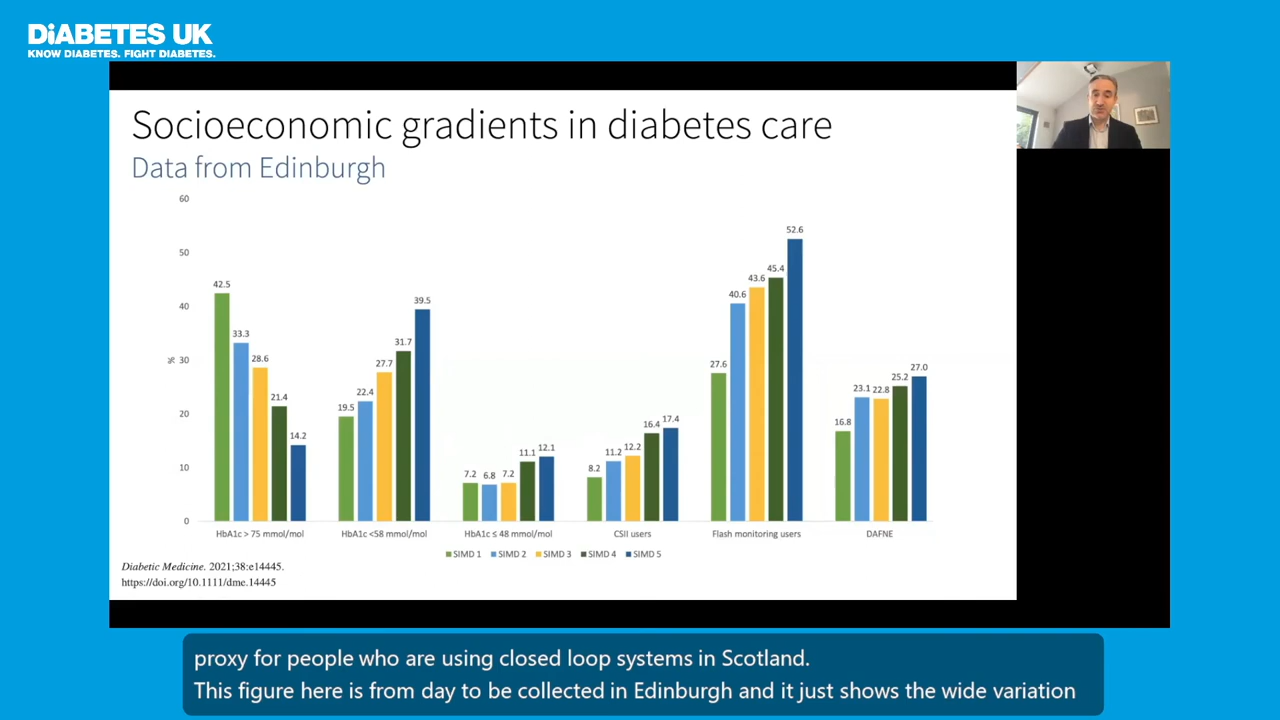 DiABETES UK
KNOW DIABETES. FIGHT DIABETES.
Socioeconomic gradients in diabetes care
Data from Edinburgh
60
50
40
30
20
10
0
%
42.5
33.3
28.6
21.4
14.2
19.5
22.4
27.7
31.7
39.5
7.2
6.8
7.2
11.1
12.1
8.2
11.2
12.2
16.4
17.4
27.6
40.6
43.6
45.4
52.6
16.8
23.1
22.8
25.2
27.0
HbA1c > 75 mmol/mol
HbA1c <58 mmol/mol
HbA1c ≤ 48 mmol/mol
CSII users
Flash monitoring users
DAFNE
SIMD 1 SIMD 2 SIMD 3 SIMD 4 SIMD 5
Diabetic Medicine. 2021;38:e14445.
https://doi.org/10.1111/dme.14445
proxy for people who are using closed loop systems in Scotland.
This figure here is from day to be collected in Edinburgh and it just shows the wide variation